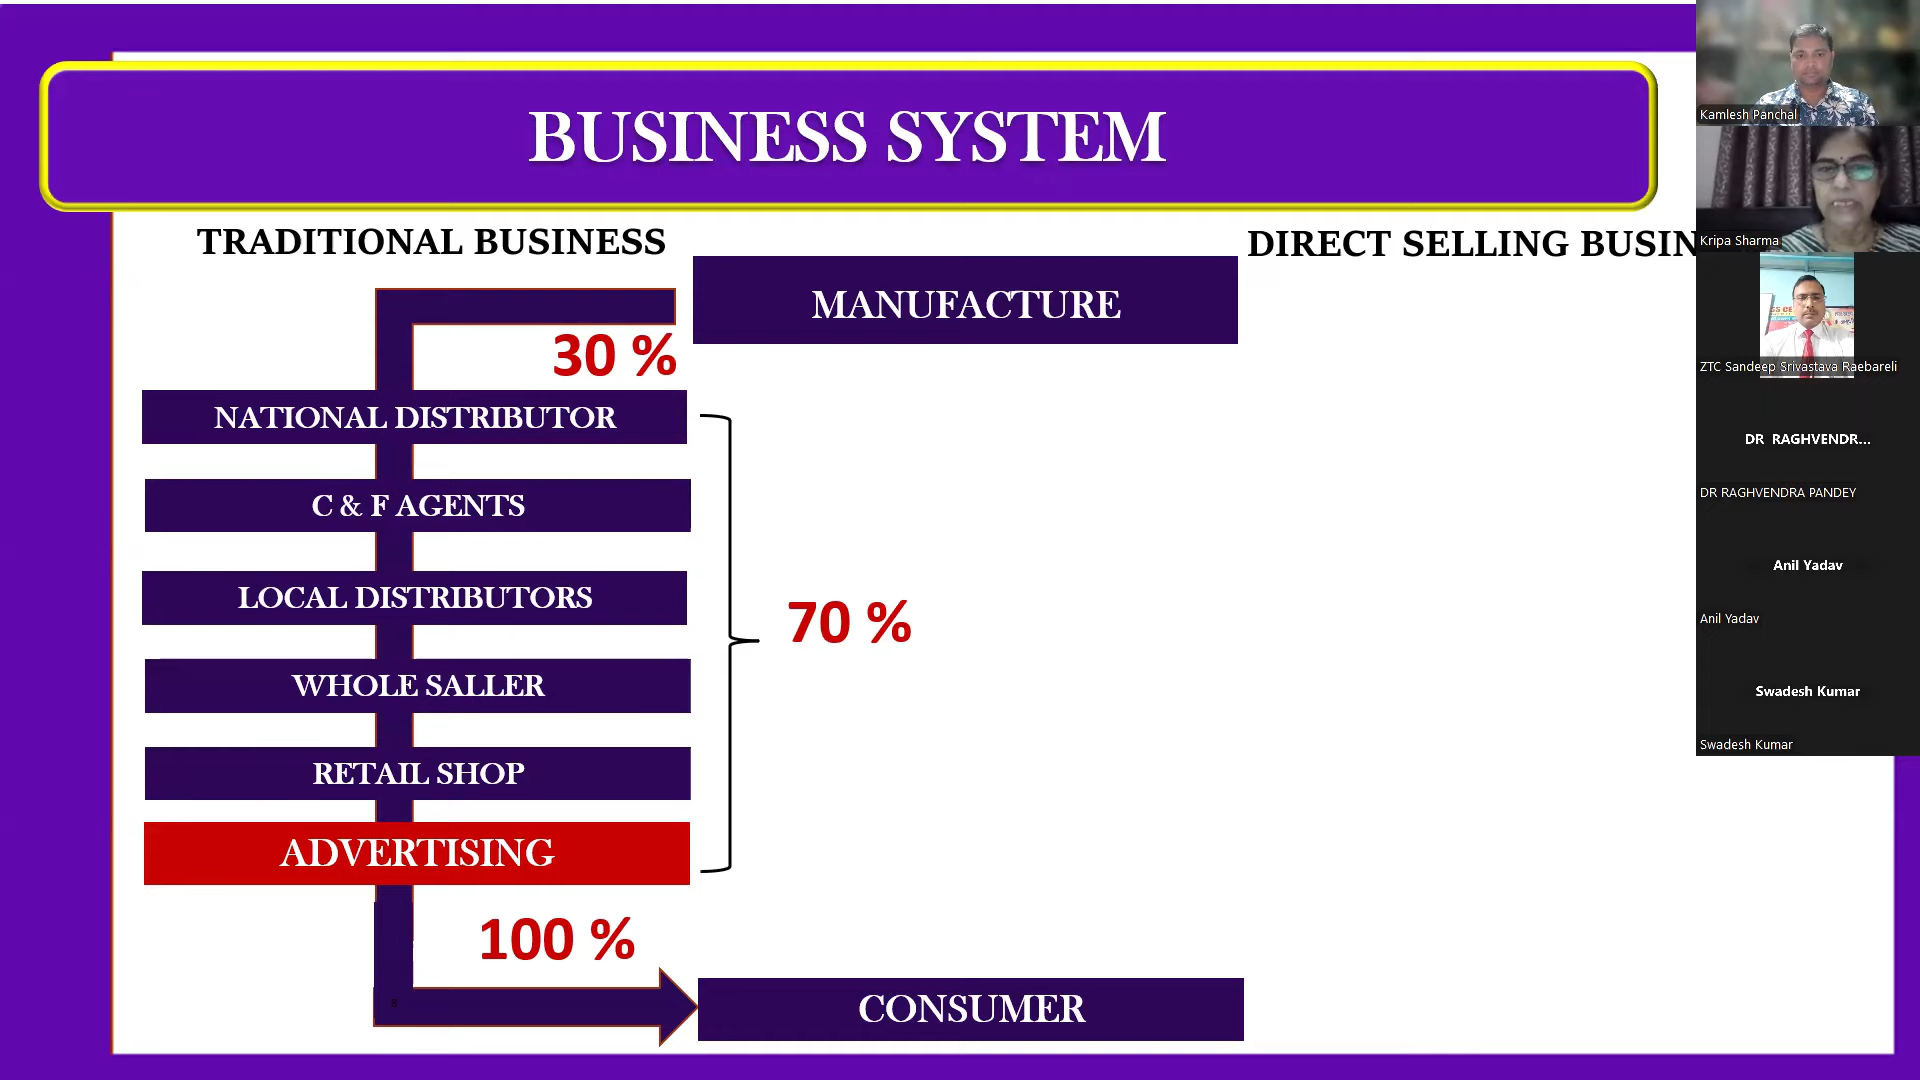 BUSINESS SYSTEM
TRADITIONAL BUSINESS
DIRECT SELLING BUSIN
MANUFACTURE
30 %
NATIONAL DISTRIBUTOR
C & F AGENTS
LOCAL DISTRIBUTORS
70 %
WHOLE SALLER
RETAIL SHOP
ADVERTISING
100 %
8
CONSUMER
Kamlesh Panchal
Kripa Sharma
ZTC Sandeep Srivastava Raebareli
DR RAGHVENDR...
DR RAGHVENDRA PANDEY
Anil Yadav
Anil Yadav
Swadesh Kumar
Swadesh Kumar